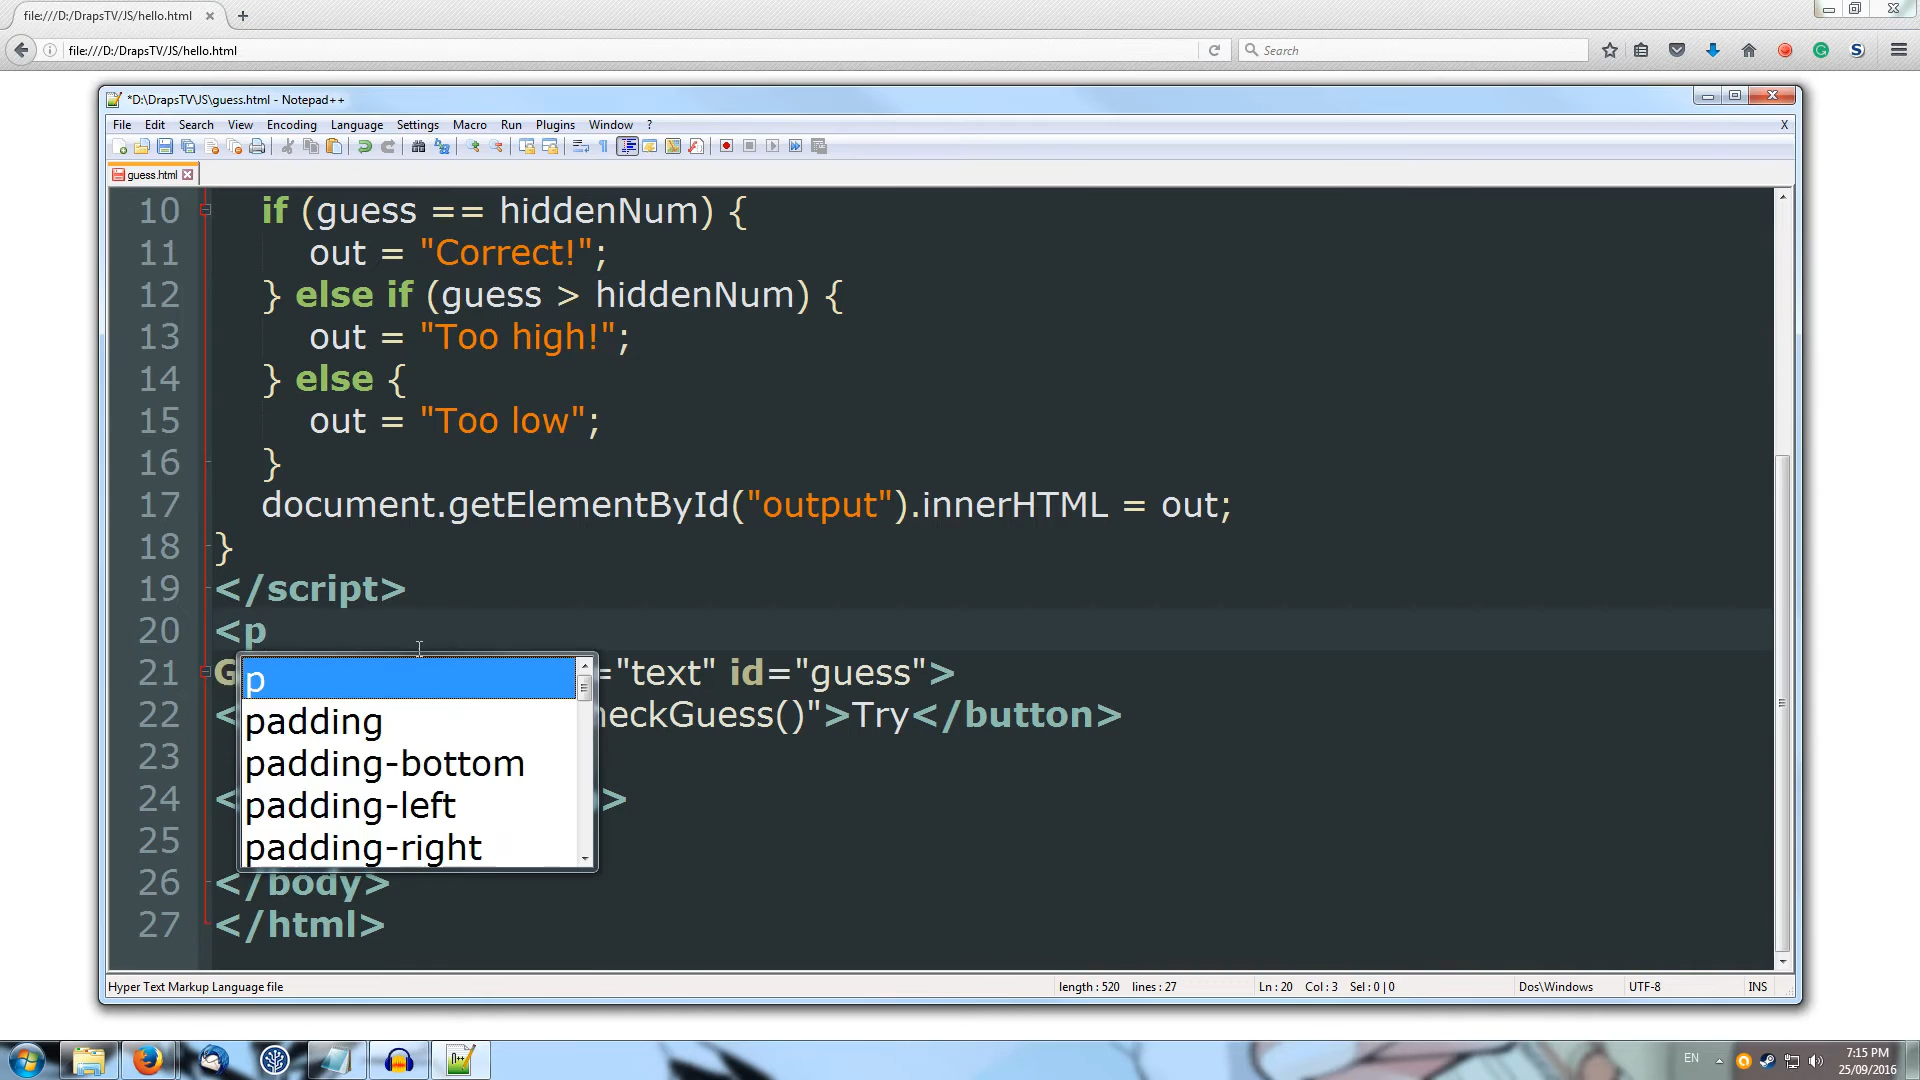 file:///D:/DrapsTV/JS/hello.html
file:///D:/DrapsTV/JS/hello.html
Search
*D:\DrapsTV\JS\guess.html - Notepad++
File Edit Search View Encoding Language Settings Macro Run Plugins Window ? X
guess.html
10 if (guess == hiddenNum) {
11 out = "Correct!";
12 } else if (guess > hiddenNum) {
13 out = "Too high!";
14 } else {
15 out = "Too low";
16 }
17 document.getElementById("output").innerHTML = out;
18 }
19 </script>
20 <p
21 G ="text" id="guess">
22 < heckGuess()">Try</button>
23
24 < >
25
26 </body>
27 </html>
p
padding
padding-bottom
padding-left
padding-right
Hyper Text Markup Language file length : 520 lines : 27 Ln : 20 Col : 3 Sel : 0 | 0 Dos\Windows UTF-8 INS
EN 7:15 PM
25/09/2016